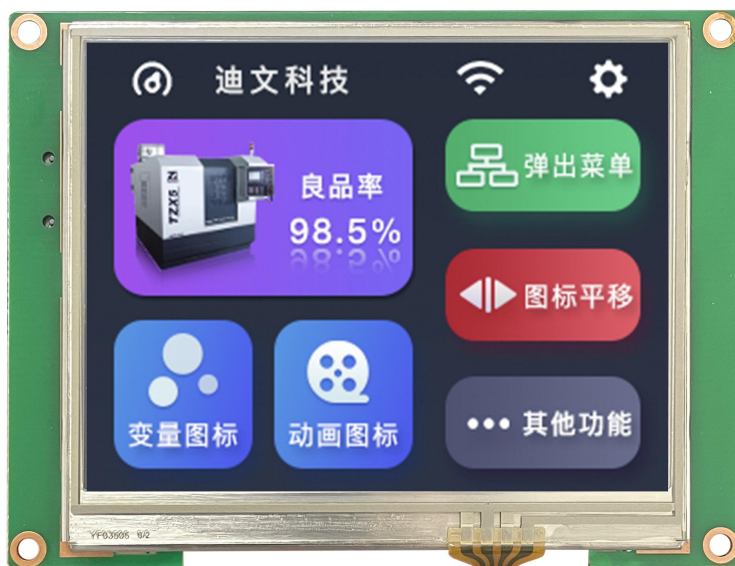 迪文科技
TZX5 Z
良品率
98.5%
弹出菜单
图标平移
变量图标
动画图标
其他功能
YF03606 0/2